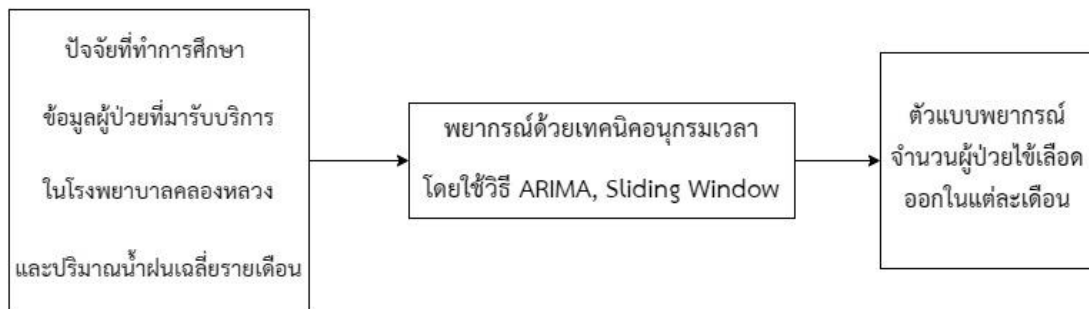 ปัจจัยที่ทำการศึกษา
ข้อมูลผู้ป่วยที่มารับบริการ
ในโรงพยาบาลคลองหลวง
และปริมาณน้ำฝนเฉลี่ยรายเดือน
พยากรณ์ด้วยเทคนิคอนุกรมเวลา
โดยใช้วิธี ARIMA, Sliding Window
ตัวแบบพยากรณ์
จำนวนผู้ป่วยไข้เลือด
ออกในแต่ละเดือน